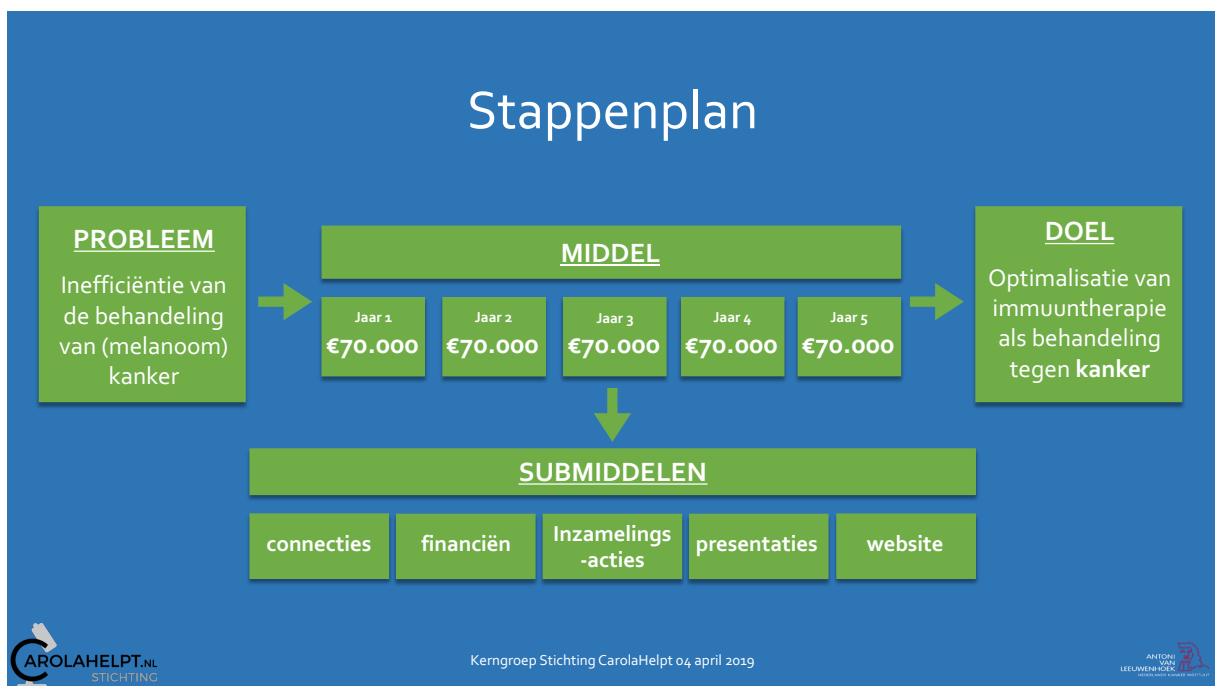 Stappenplan
PROBLEEM
Inefficiëntie van
de behandeling
van (melanoom)
kanker
MIDDEL
Jaar 1
€70.000
Jaar 2
€70.000
Jaar 3
€70.000
Jaar 4
€70.000
Jaar 5
€70.000
DOEL
Optimalisatie van
immuuntherapie
als behandeling
tegen kanker
SUBMIDDELEN
connecties
financiën
Inzamelings
-acties
presentaties
website
CAROLAHELPT.NL
STICHTING
Kerngroep Stichting CarolaHelpt 04 april 2019
ANTONI
VAN
LEEUWENHOEK
NEDERLANDS KANKER INSTITUUT